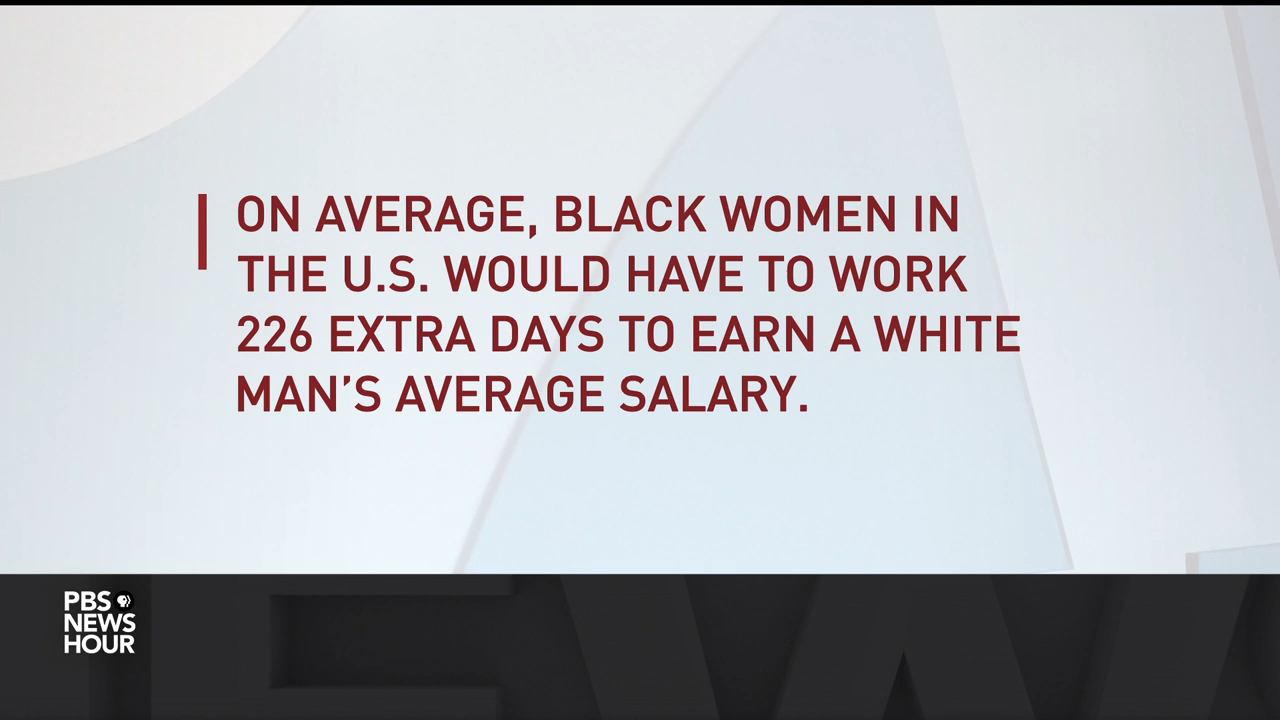 ON AVERAGE, BLACK WOMEN IN
THE U.S. WOULD HAVE TO WORK
226 EXTRA DAYS TO EARN A WHITE
MAN’S AVERAGE SALARY.
PBS
NEWS
HOUR